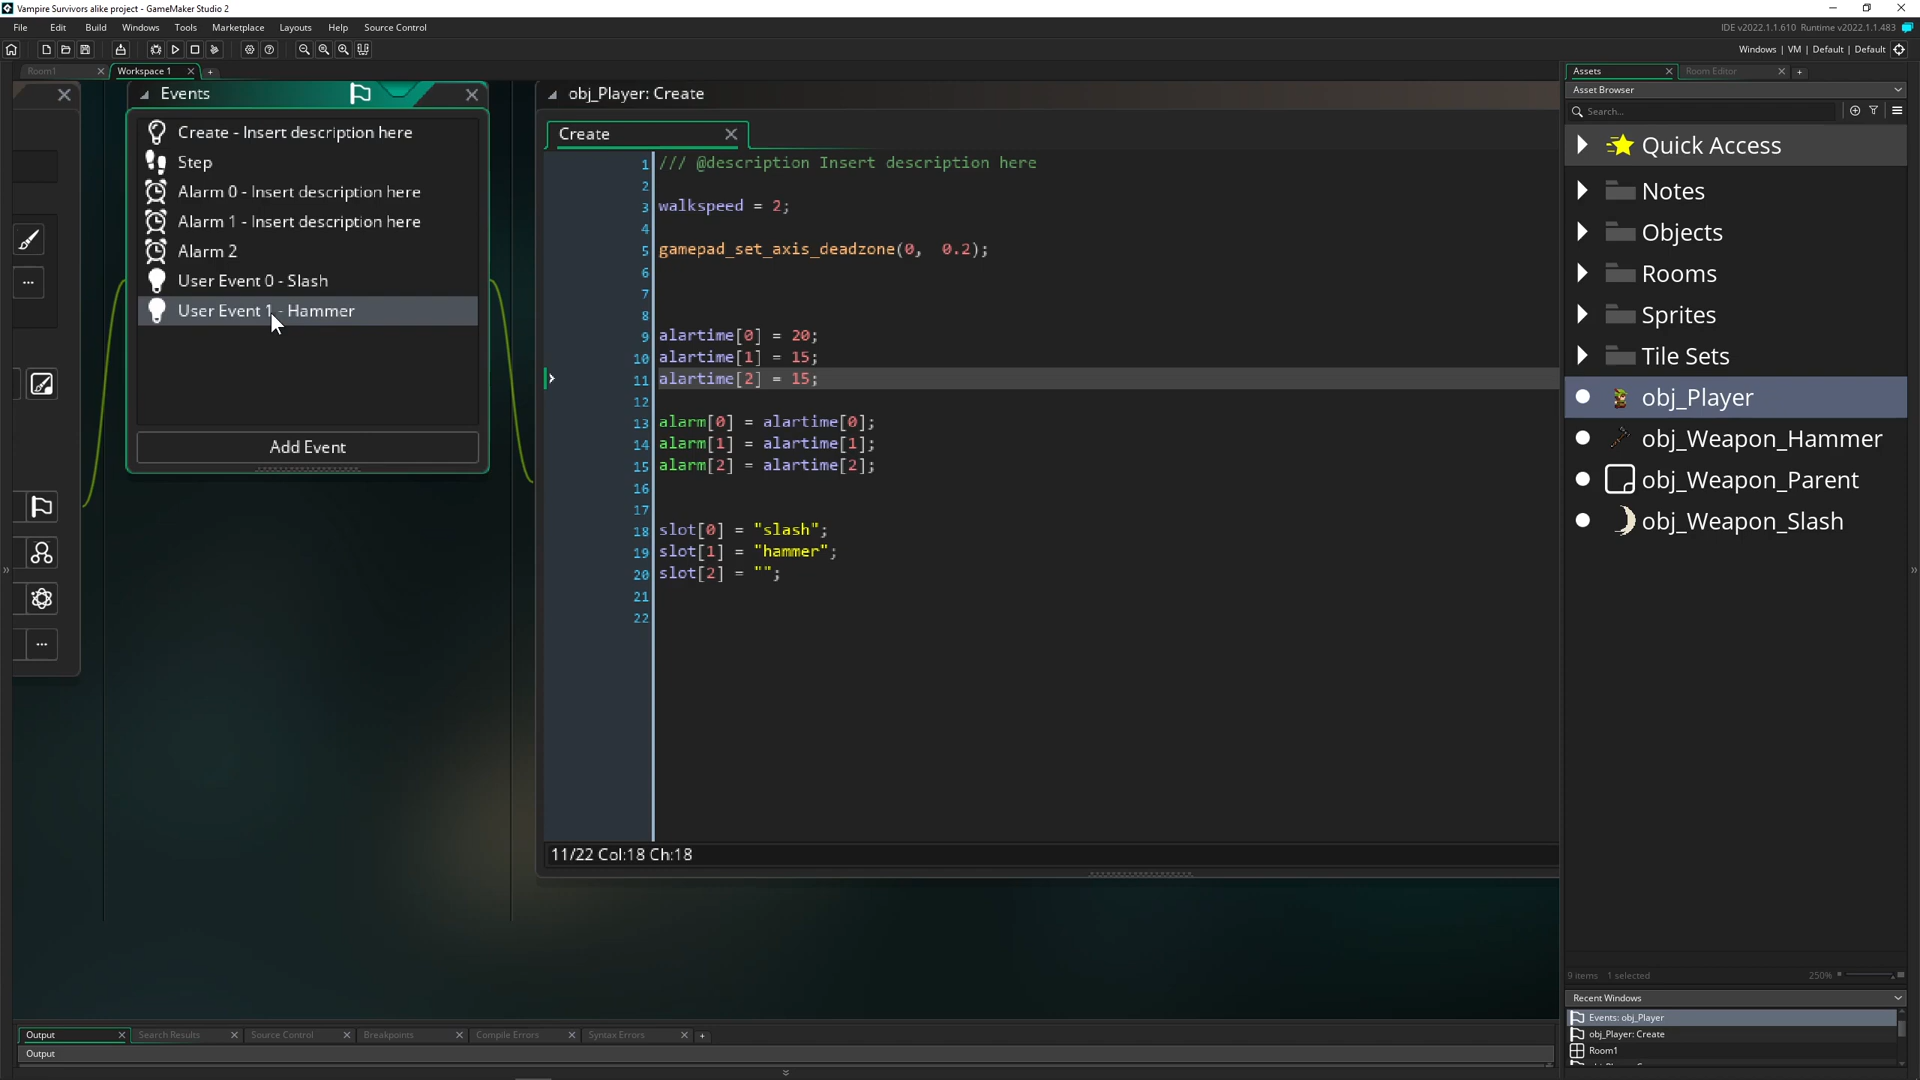 Vampire Survivors alike project - GameMaker Studio 2
File Edit Build Windows Tools Marketplace Layouts Help Source Control
IDE v2022.1.1.610 Runtime v2022.1.1.483
Windows | VM | Default | Default
Room1 Workspace 1
Events
Create - Insert description here
Step
Alarm 0 - Insert description here
Alarm 1 - Insert description here
Alarm 2
User Event 0 - Slash
User Event 1 - Hammer
Add Event
obj_Player: Create
Create
1 /// @description Insert description here
2
3 walkspeed = 2;
4
5 gamepad_set_axis_deadzone(0, 0.2);
6
7
8
9 alartime[0] = 20;
10 alartime[1] = 15;
11 alartime[2] = 15;
12
13 alarm[0] = alartime[0];
14 alarm[1] = alartime[1];
15 alarm[2] = alartime[2];
16
17
18 slot[0] = "slash";
19 slot[1] = "hammer";
20 slot[2] = "";
21
22
11/22 Col:18 Ch:18
Assets Room Editor
Asset Browser
Search...
Quick Access
Notes
Objects
Rooms
Sprites
Tile Sets
obj_Player
obj_Weapon_Hammer
obj_Weapon_Parent
obj_Weapon_Slash
9 items 1 selected 250%
Recent Windows
Events: obj_Player
obj_Player: Create
Room1
Output Search Results Source Control Breakpoints Compile Errors Syntax Errors
Output